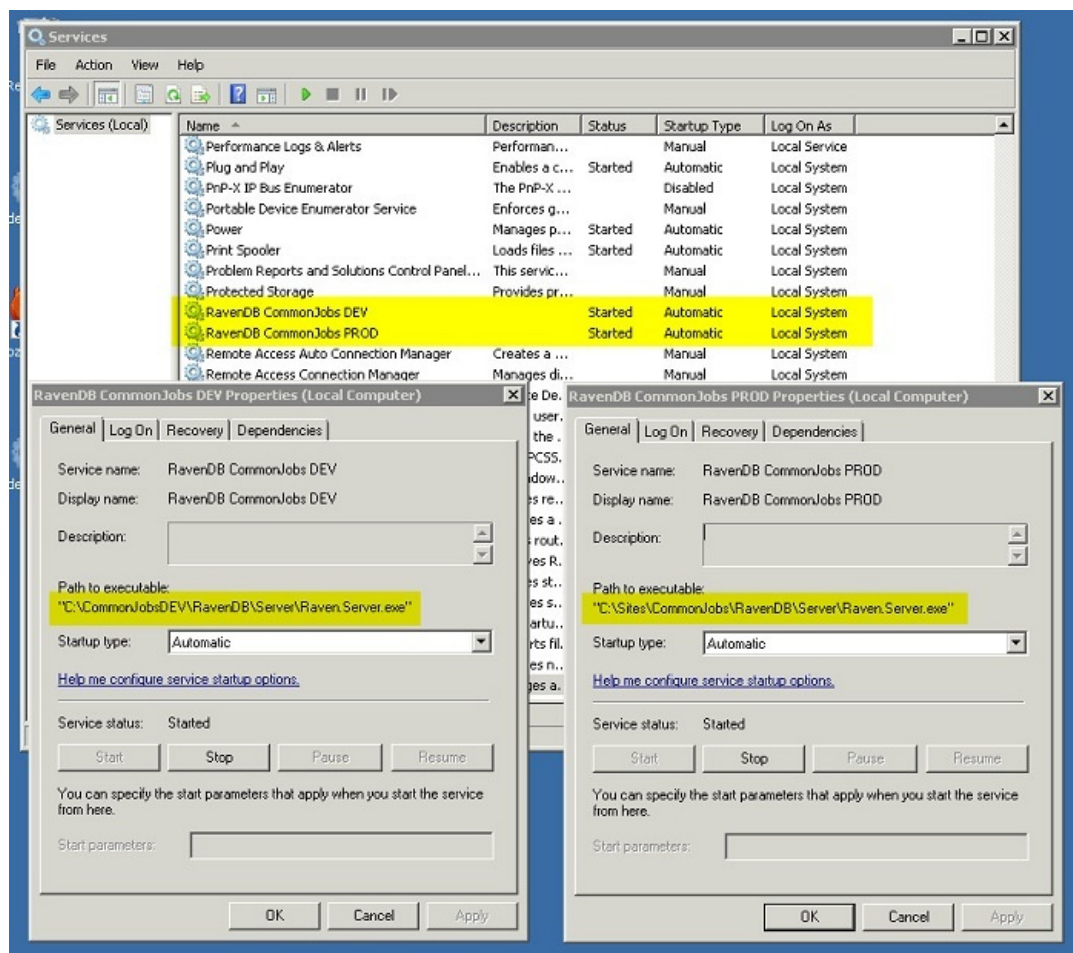 Services
File Action View Help
Services (Local)
Name Description Status Startup Type Log On As
Performance Logs & Alerts Performan... Manual Local Service
Plug and Play Enables a c... Started Automatic Local System
PnP-X IP Bus Enumerator The PnP-X ... Disabled Local System
Portable Device Enumerator Service Enforces g... Manual Local System
Power Manages p... Started Automatic Local System
Print Spooler Loads files ... Started Automatic Local System
Problem Reports and Solutions Control Panel... This servic... Manual Local System
Protected Storage Provides pr... Manual Local System
RavenDB CommonJobs DEV Started Automatic Local System
RavenDB CommonJobs PROD Started Automatic Local System
Remote Access Auto Connection Manager Creates a ... Manual Local System
Remote Access Connection Manager Manages di... Manual Local System
RavenDB CommonJobs DEV Properties (Local Computer)
General Log On Recovery Dependencies
Service name: RavenDB CommonJobs DEV
Display name: RavenDB CommonJobs DEV
Description:
Path to executable:
"C:\CommonJobsDEV\RavenDB\Server\Raven.Server.exe"
Startup type: Automatic
Help me configure service startup options.
Service status: Started
Start Stop Pause Resume
You can specify the start parameters that apply when you start the service
from here.
Start parameters:
OK Cancel Apply
RavenDB CommonJobs PROD Properties (Local Computer)
General Log On Recovery Dependencies
Service name: RavenDB CommonJobs PROD
Display name: RavenDB CommonJobs PROD
Description:
Path to executable:
"C:\Sites\CommonJobs\RavenDB\Server\Raven.Server.exe"
Startup type: Automatic
Help me configure service startup options.
Service status: Started
Start Stop Pause Resume
You can specify the start parameters that apply when you start the service
from here.
Start parameters:
OK Cancel Apply